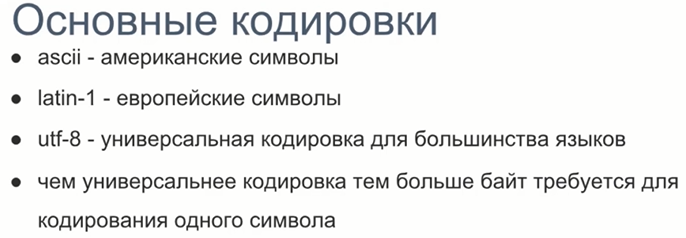 Основные кодировки
● ascii - американские символы
● latin-1 - европейские символы
● utf-8 - универсальная кодировка для большинства языков
● чем универсальнее кодировка тем больше байт требуется для
кодирования одного символа